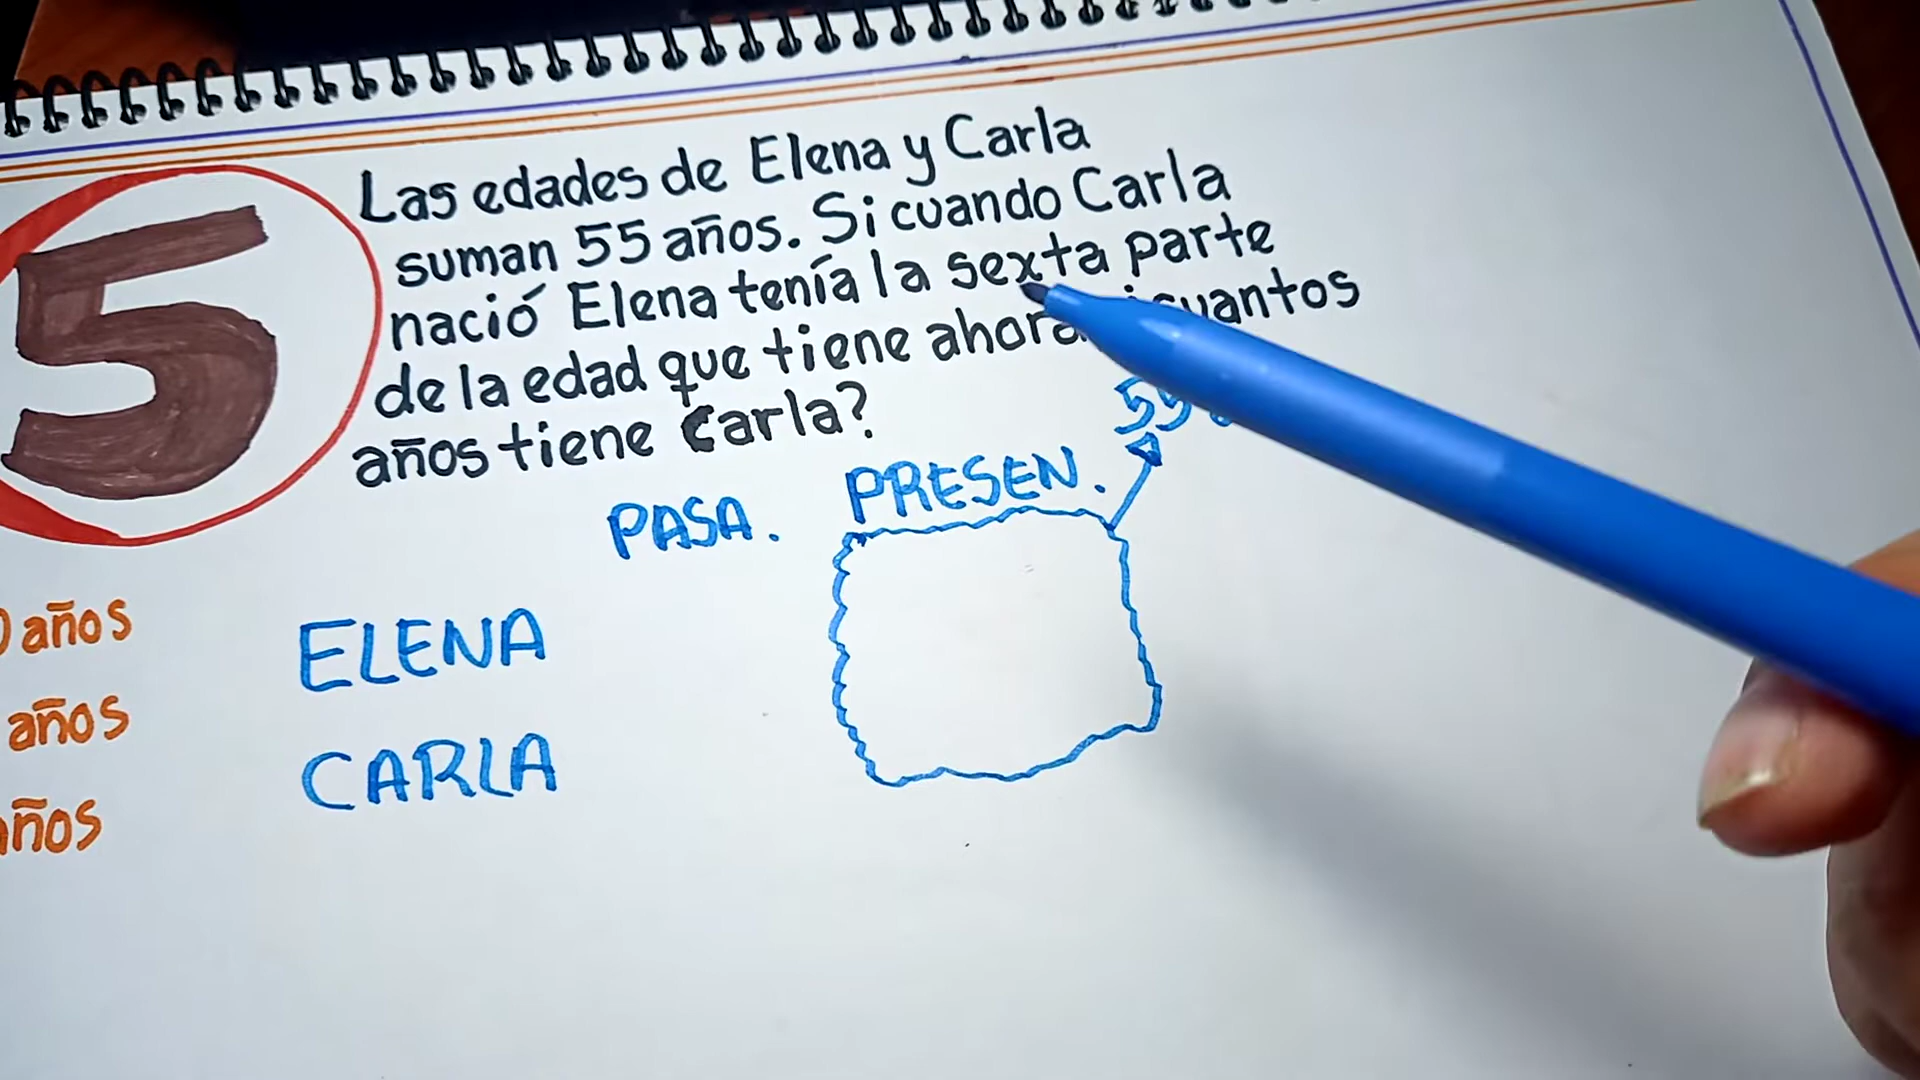 5
Las edades de Elena y Carla
suman 55 años. Si cuando Carla
nació Elena tenía la sexta parte
de la edad que tiene ahora ¿cuantos
años tiene Carla?
55
PASA. PRESEN.
ELENA
CARLA
años
años
años